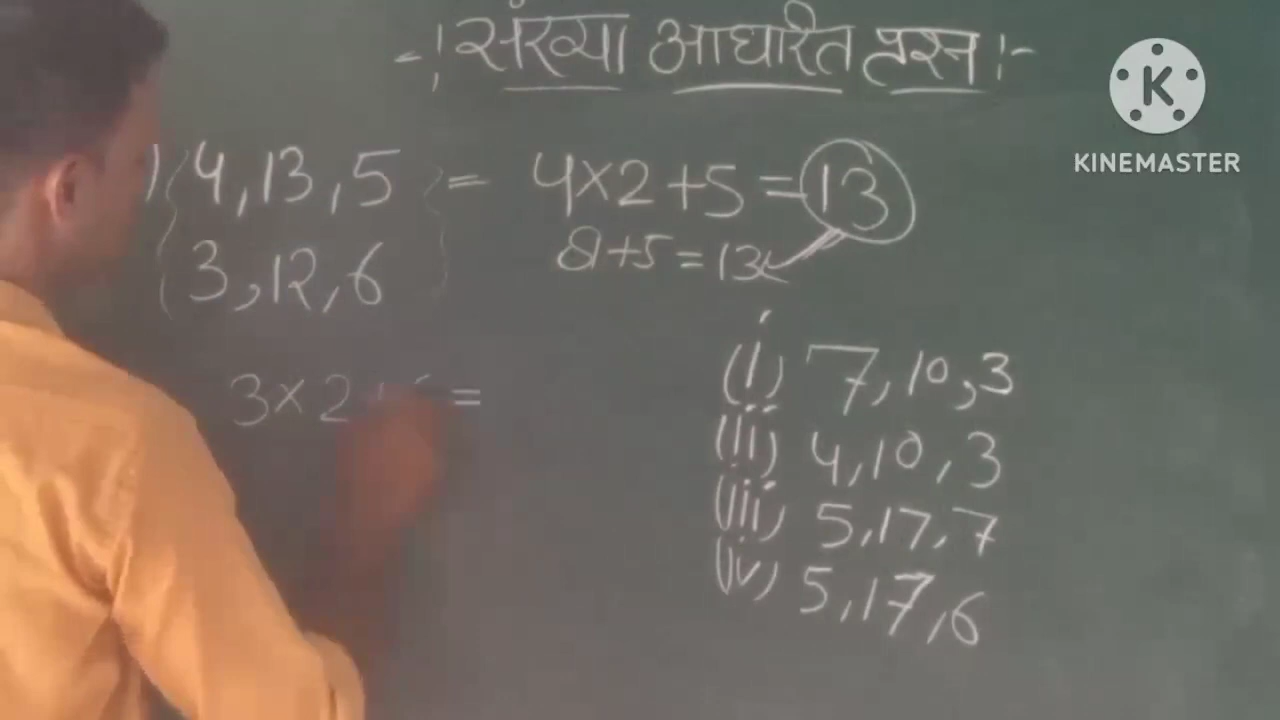 -:संख्या आधारित प्रश्न:-
1) {4,13,5} = 4×2+5=13
3,12,6
8+5=13
3×2+ =
(i) 7,10,3
(ii) 4,10,3
(iii) 5,17,7
(iv) 5,17,6
K
KINEMASTER